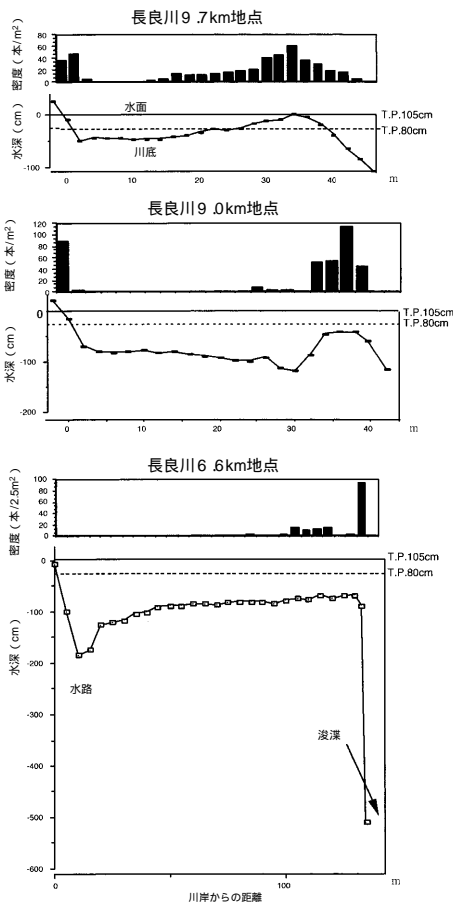 長良川9.7km地点
密度(本/m²)
80
60
40
20
0
水深(cm)
0
-100
水面
川底
T.P.105cm
T.P.80cm
0 10 20 30 40 m
長良川9.0km地点
密度(本/m²)
120
100
80
60
40
20
0
水深(cm)
0
-100
-200
T.P.105cm
T.P.80cm
0 10 20 30 40 m
長良川6.6km地点
密度(本/2.5m²)
100
80
60
40
20
0
水深(cm)
0
-100
-200
-300
-400
-500
-600
T.P.105cm
T.P.80cm
水路
浚渫
0 100 m
川岸からの距離